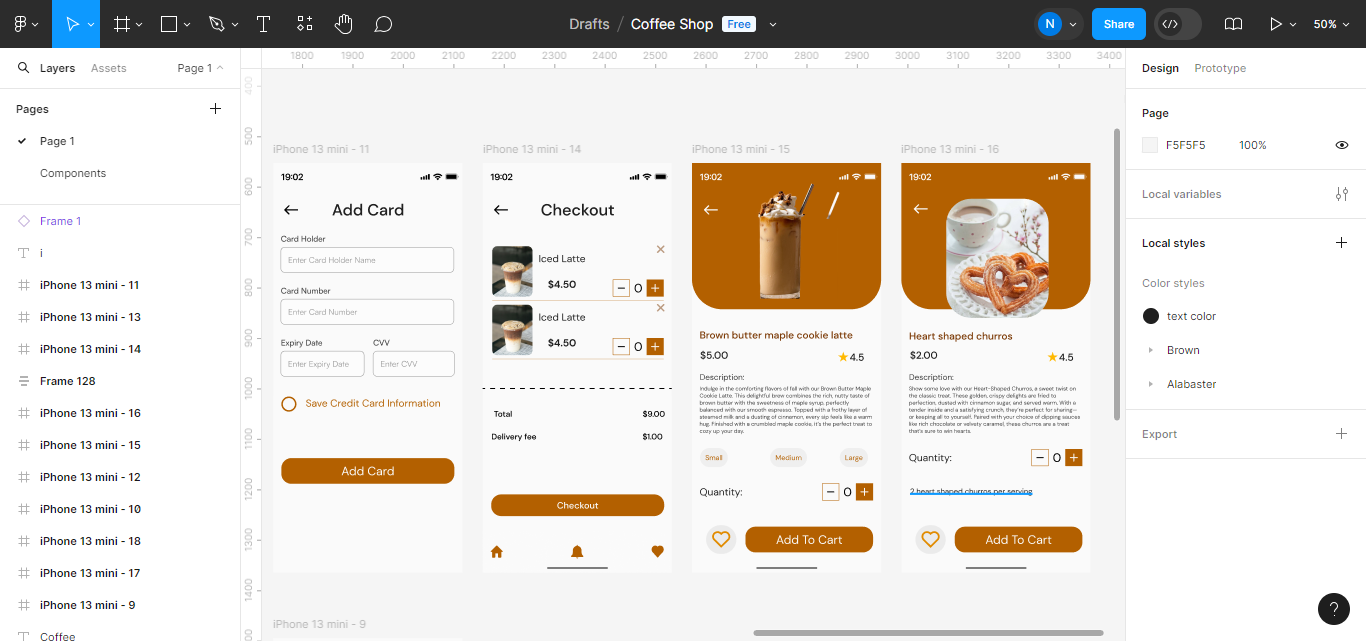 Drafts / Coffee Shop Free
N
Share
50%
Layers
Assets
Page 1
Pages
Page 1
Components
Frame 1
i
iPhone 13 mini - 11
iPhone 13 mini - 13
iPhone 13 mini - 14
Frame 128
iPhone 13 mini - 16
iPhone 13 mini - 15
iPhone 13 mini - 12
iPhone 13 mini - 10
iPhone 13 mini - 18
iPhone 13 mini - 17
iPhone 13 mini - 9
Coffee
1800 1900 2000 2100 2200 2300 2400 2500 2600 2700 2800 2900 3000 3100 3200 3300 3400
400
500
600
700
800
900
1000
1100
1200
1300
1400
iPhone 13 mini - 11
19:02
Add Card
Card Holder
Enter Card Holder Name
Card Number
Enter Card Number
Expiry Date CVV
Enter Expiry Date Enter CVV
Save Credit Card Information
Add Card
iPhone 13 mini - 14
19:02
Checkout
Iced Latte
$4.50
− 0 +
Iced Latte
$4.50
− 0 +
Total $9.00
Delivery fee $1.00
Checkout
iPhone 13 mini - 15
19:02
Brown butter maple cookie latte
$5.00
4.5
Description:
Indulge in the comforting flavors of fall with our Brown Butter Maple
Cookie Latte. This delightful brew combines the rich, nutty taste of
brown butter with the sweetness of maple syrup, perfectly
balanced with our smooth espresso. Topped with a frothy layer of
steamed milk and a dusting of cinnamon, every sip feels like a warm
hug. Finished with a crumbled maple cookie, it's the perfect treat to
cozy up your day.
Small Medium Large
Quantity: − 0 +
Add To Cart
iPhone 13 mini - 16
19:02
Heart shaped churros
$2.00
4.5
Description:
Show some love with our Heart-Shaped Churros, a sweet twist on
the classic treat. These golden, crispy delights are fried to
perfection, dusted with cinnamon sugar, and served warm. With a
tender inside and a satisfying crunch, they're perfect for sharing—
or keeping all to yourself. Paired with your choice of dipping sauces
like rich chocolate or velvety caramel, these churros are a treat
that's sure to win hearts.
Quantity: − 0 +
2 heart shaped churros per serving
Add To Cart
iPhone 13 mini - 9
Design
Prototype
Page
F5F5F5 100%
Local variables
Local styles
Color styles
text color
Brown
Alabaster
Export
?